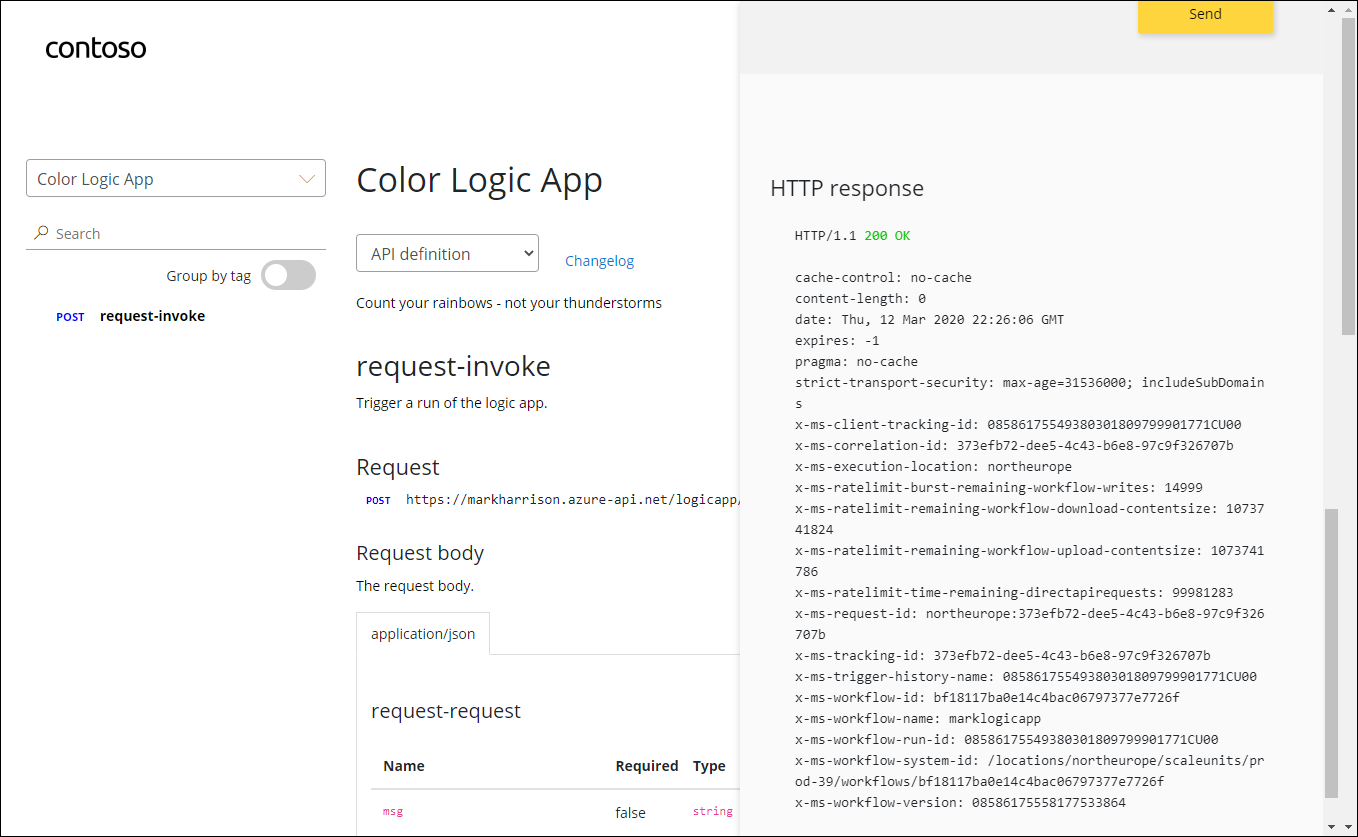 contoso
Color Logic App
Search
Group by tag
POST request-invoke
Color Logic App
API definition
Changelog
Count your rainbows - not your thunderstorms
request-invoke
Trigger a run of the logic app.
Request
POST https://markharrison.azure-api.net/logicapp/
Request body
The request body.
application/json
request-request
Name Required Type
msg false string
Send
HTTP response
HTTP/1.1 200 OK
cache-control: no-cache
content-length: 0
date: Thu, 12 Mar 2020 22:26:06 GMT
expires: -1
pragma: no-cache
strict-transport-security: max-age=31536000; includeSubDomain
s
x-ms-client-tracking-id: 08586175549380301809799901771CU00
x-ms-correlation-id: 373efb72-dee5-4c43-b6e8-97c9f326707b
x-ms-execution-location: northeurope
x-ms-ratelimit-burst-remaining-workflow-writes: 14999
x-ms-ratelimit-remaining-workflow-download-contentsize: 10737
41824
x-ms-ratelimit-remaining-workflow-upload-contentsize: 1073741
786
x-ms-ratelimit-time-remaining-directapirequests: 99981283
x-ms-request-id: northeurope:373efb72-dee5-4c43-b6e8-97c9f326
707b
x-ms-tracking-id: 373efb72-dee5-4c43-b6e8-97c9f326707b
x-ms-trigger-history-name: 08586175549380301809799901771CU00
x-ms-workflow-id: bf18117ba0e14c4bac06797377e7726f
x-ms-workflow-name: marklogicapp
x-ms-workflow-run-id: 08586175549380301809799901771CU00
x-ms-workflow-system-id: /locations/northeurope/scaleunits/pr
od-39/workflows/bf18117ba0e14c4bac06797377e7726f
x-ms-workflow-version: 08586175558177533864